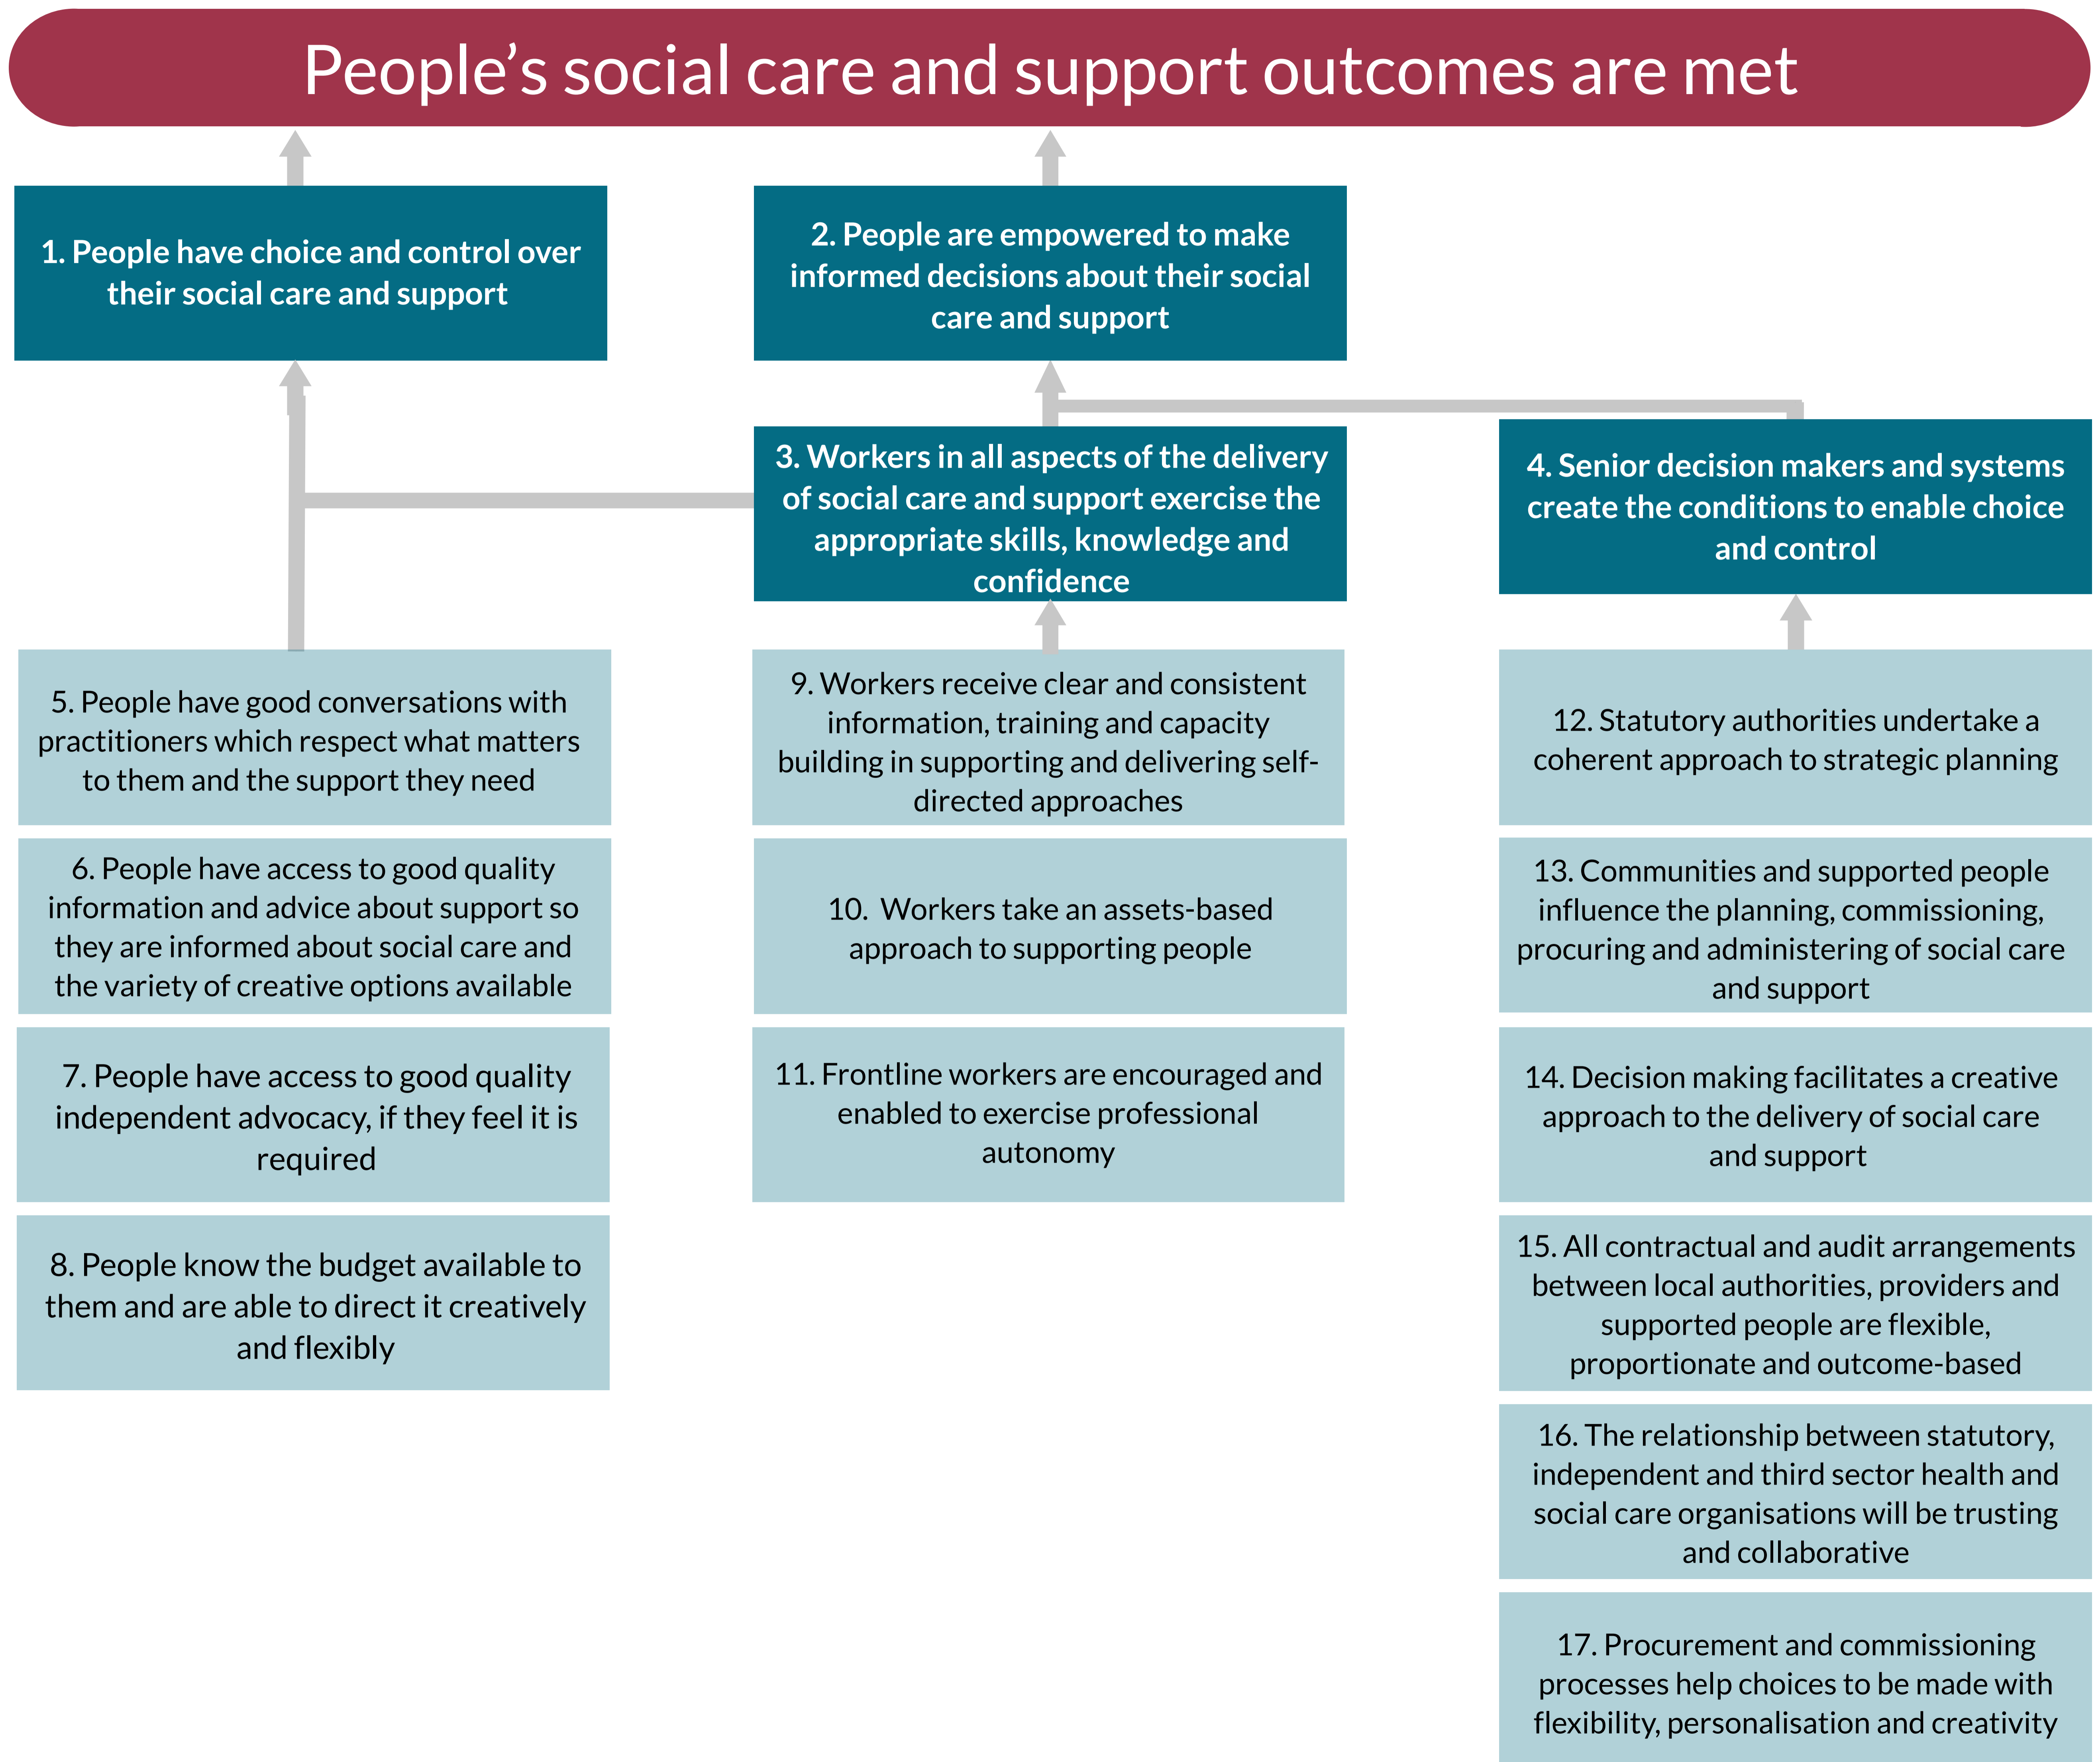 People’s social care and support outcomes are met
1. People have choice and control over
their social care and support
2. People are empowered to make
informed decisions about their social
care and support
3. Workers in all aspects of the delivery
of social care and support exercise the
appropriate skills, knowledge and
confidence
4. Senior decision makers and systems
create the conditions to enable choice
and control
5. People have good conversations with
practitioners which respect what matters
to them and the support they need
6. People have access to good quality
information and advice about support so
they are informed about social care and
the variety of creative options available
7. People have access to good quality
independent advocacy, if they feel it is
required
8. People know the budget available to
them and are able to direct it creatively
and flexibly
9. Workers receive clear and consistent
information, training and capacity
building in supporting and delivering self-
directed approaches
10. Workers take an assets-based
approach to supporting people
11. Frontline workers are encouraged and
enabled to exercise professional
autonomy
12. Statutory authorities undertake a
coherent approach to strategic planning
13. Communities and supported people
influence the planning, commissioning,
procuring and administering of social care
and support
14. Decision making facilitates a creative
approach to the delivery of social care
and support
15. All contractual and audit arrangements
between local authorities, providers and
supported people are flexible,
proportionate and outcome-based
16. The relationship between statutory,
independent and third sector health and
social care organisations will be trusting
and collaborative
17. Procurement and commissioning
processes help choices to be made with
flexibility, personalisation and creativity